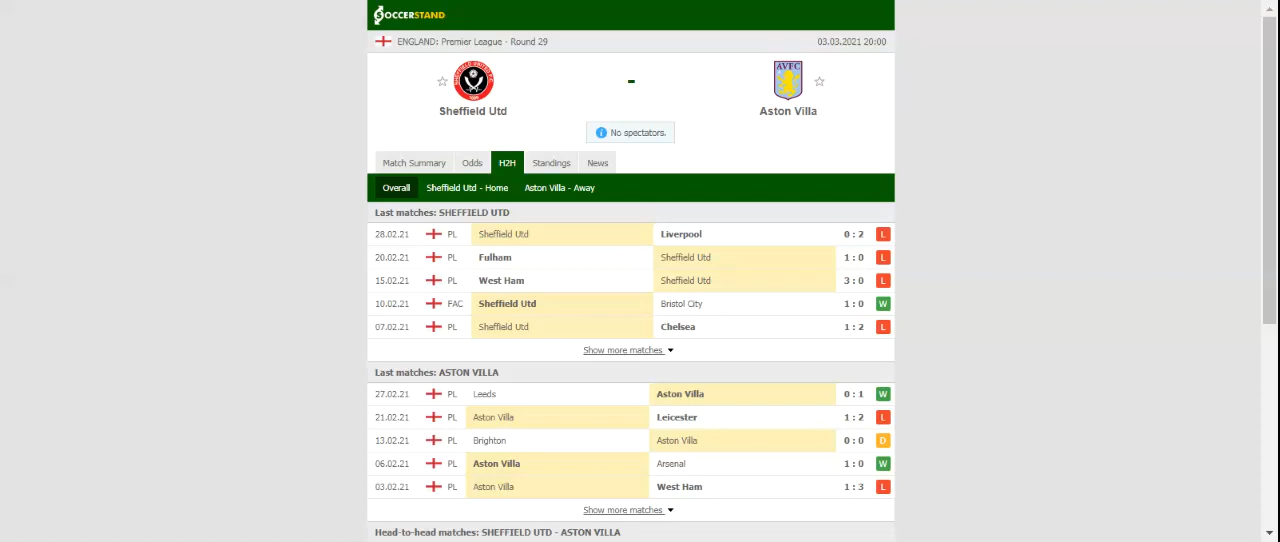 SOCCERSTAND
ENGLAND: Premier League - Round 29 03.03.2021 20:00
AVFC
-
Sheffield Utd Aston Villa
No spectators.
Match Summary Odds H2H Standings News
Overall Sheffield Utd - Home Aston Villa - Away
Last matches: SHEFFIELD UTD
28.02.21 PL Sheffield Utd Liverpool 0 : 2 L
20.02.21 PL Fulham Sheffield Utd 1 : 0 L
15.02.21 PL West Ham Sheffield Utd 3 : 0 L
10.02.21 FAC Sheffield Utd Bristol City 1 : 0 W
07.02.21 PL Sheffield Utd Chelsea 1 : 2 L
Show more matches
Last matches: ASTON VILLA
27.02.21 PL Leeds Aston Villa 0 : 1 W
21.02.21 PL Aston Villa Leicester 1 : 2 L
13.02.21 PL Brighton Aston Villa 0 : 0 D
06.02.21 PL Aston Villa Arsenal 1 : 0 W
03.02.21 PL Aston Villa West Ham 1 : 3 L
Show more matches
Head-to-head matches: SHEFFIELD UTD - ASTON VILLA